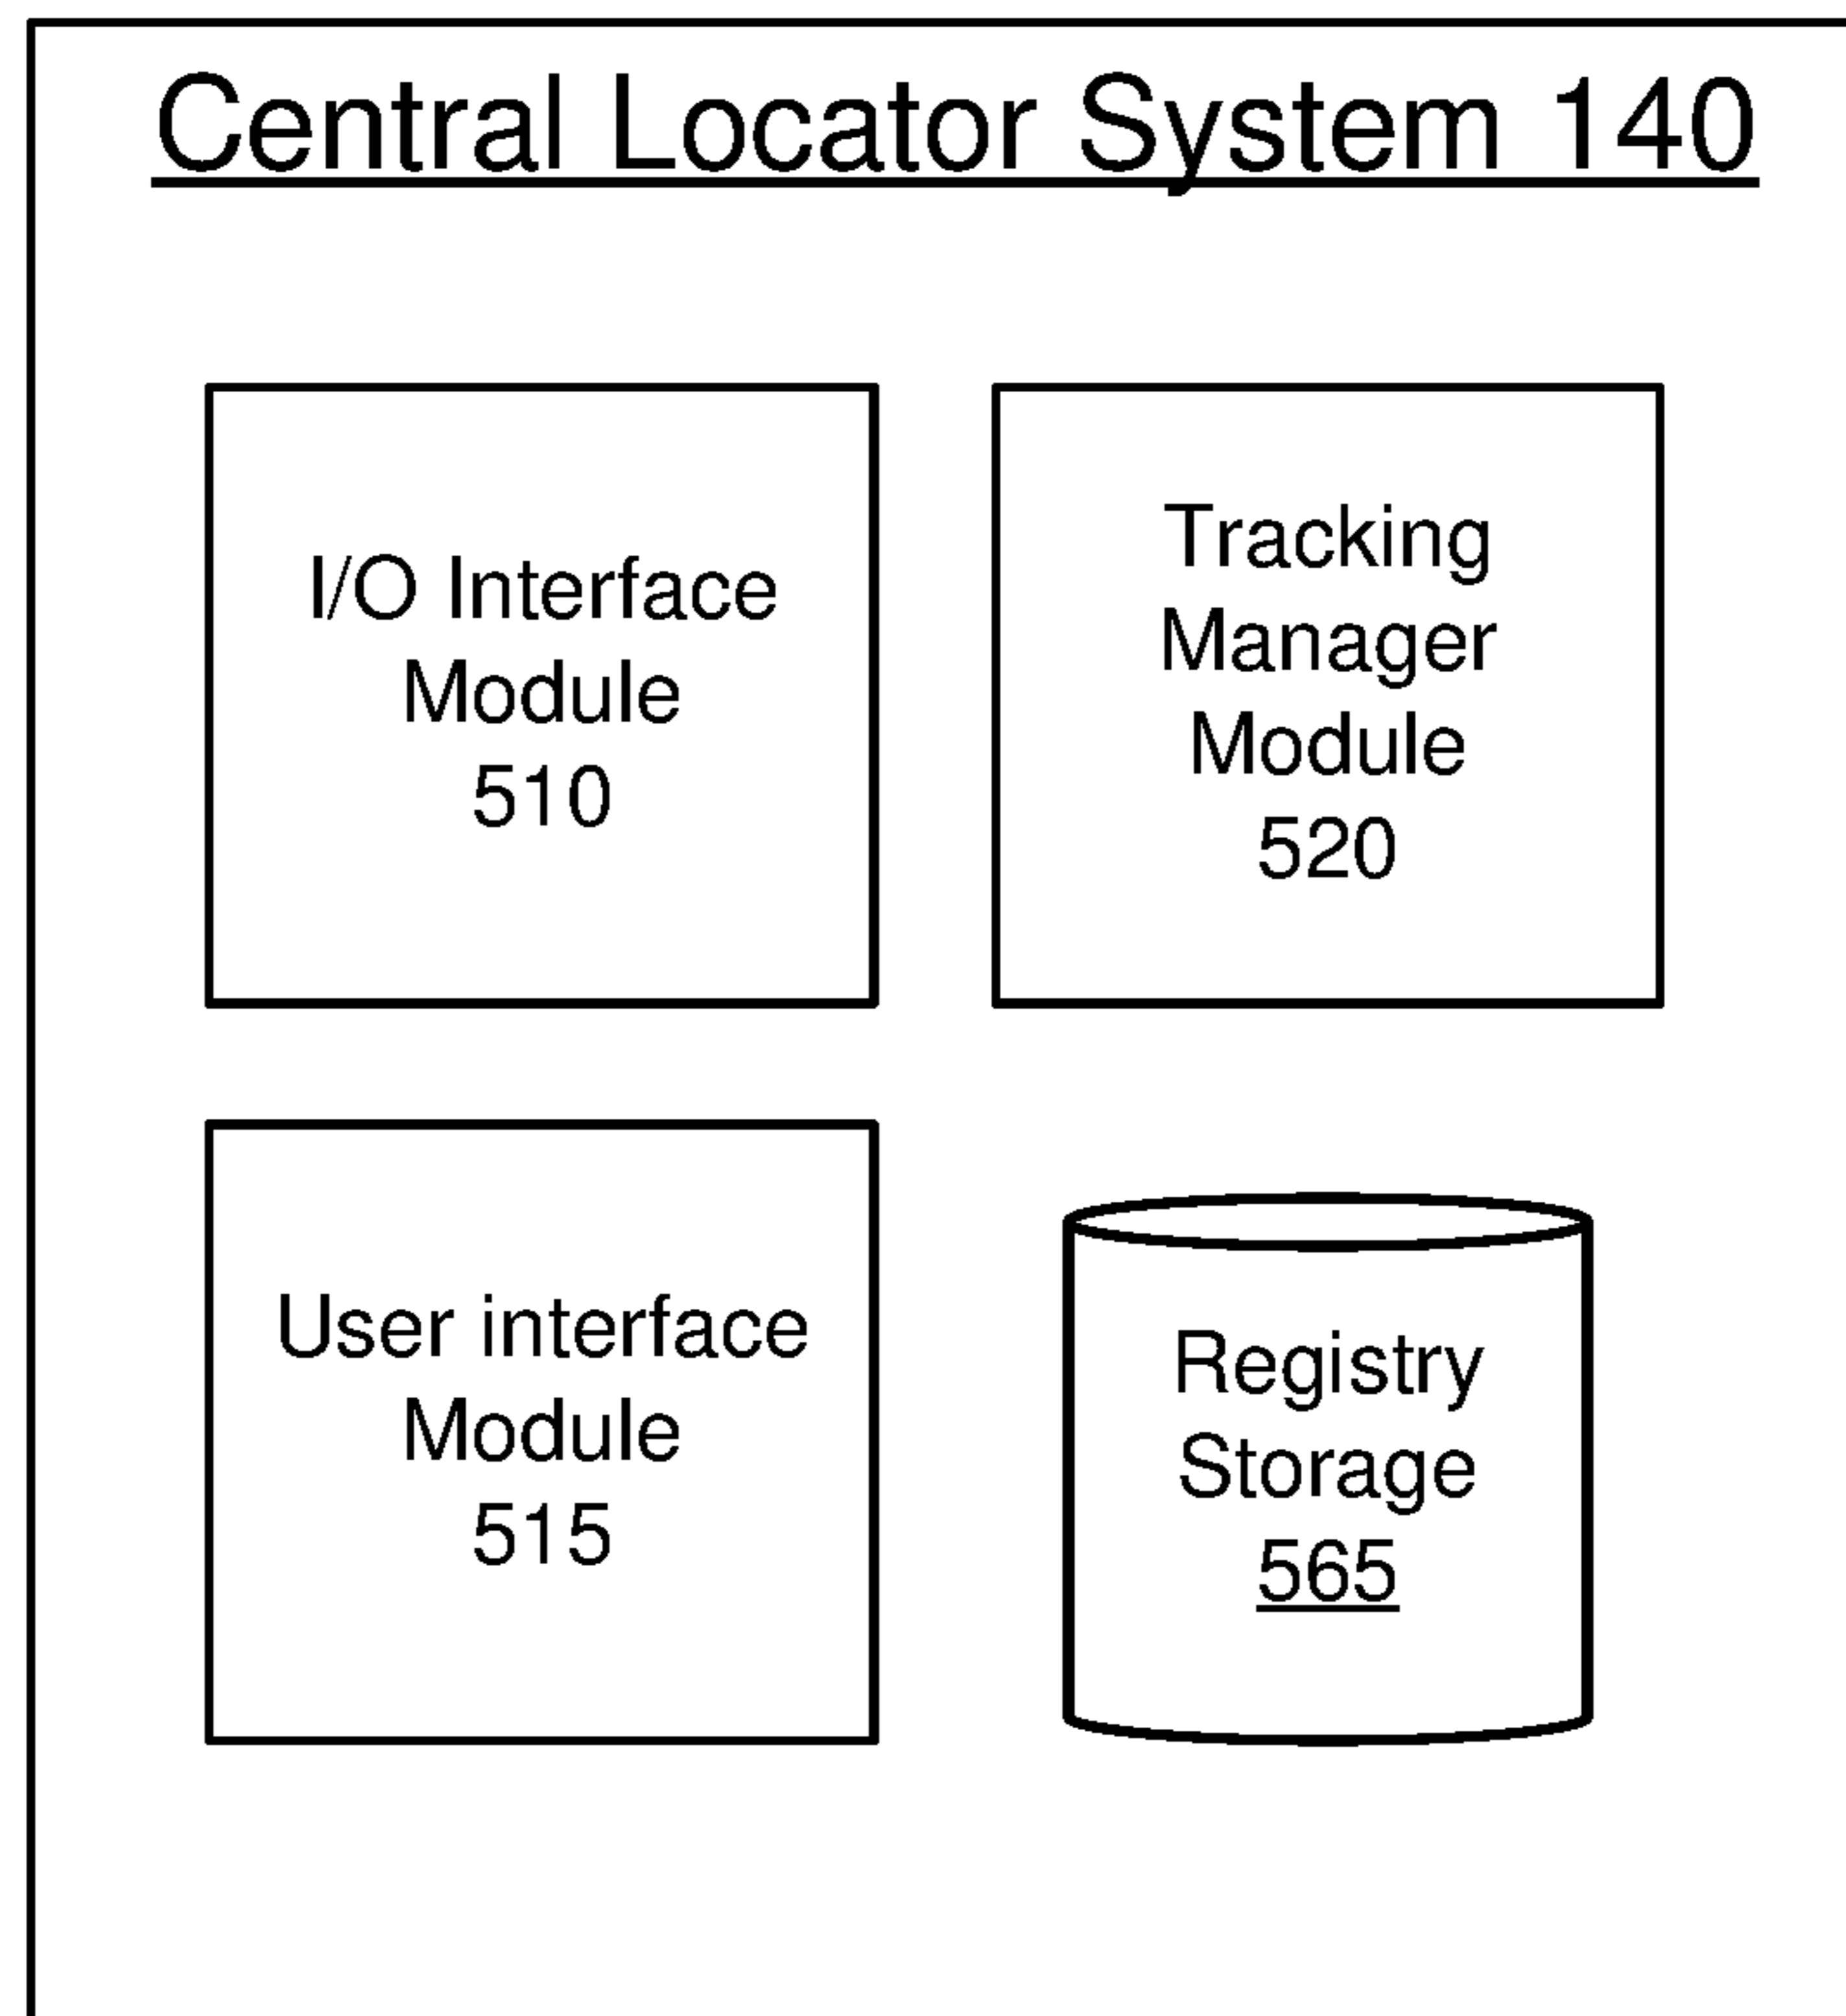 Central Locator System 140
I/O Interface
Module
510
Tracking
Manager
Module
520
User interface
Module
515
Registry
Storage
565